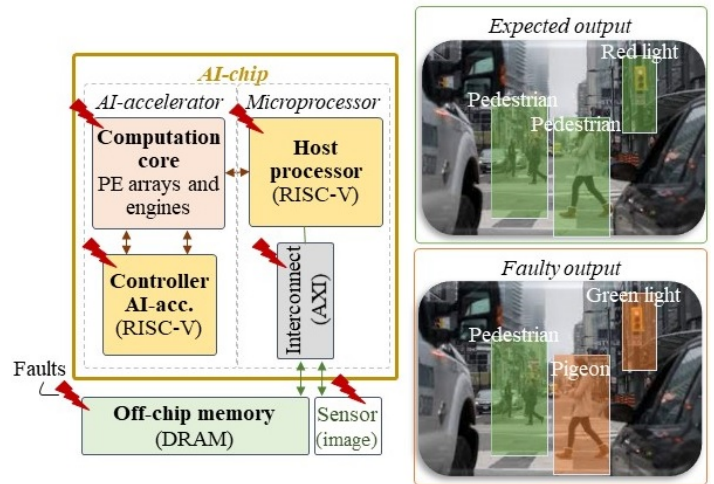 AI-chip
AI-accelerator
Microprocessor
Computation
core
PE arrays and
engines
Host
processor
(RISC-V)
Controller
AI-acc.
(RISC-V)
Interconnect
(AXI)
Faults
Off-chip memory
(DRAM)
Sensor
(image)
Expected output
Red light
Pedestrian
Pedestrian
Faulty output
Green light
Pedestrian
Pigeon